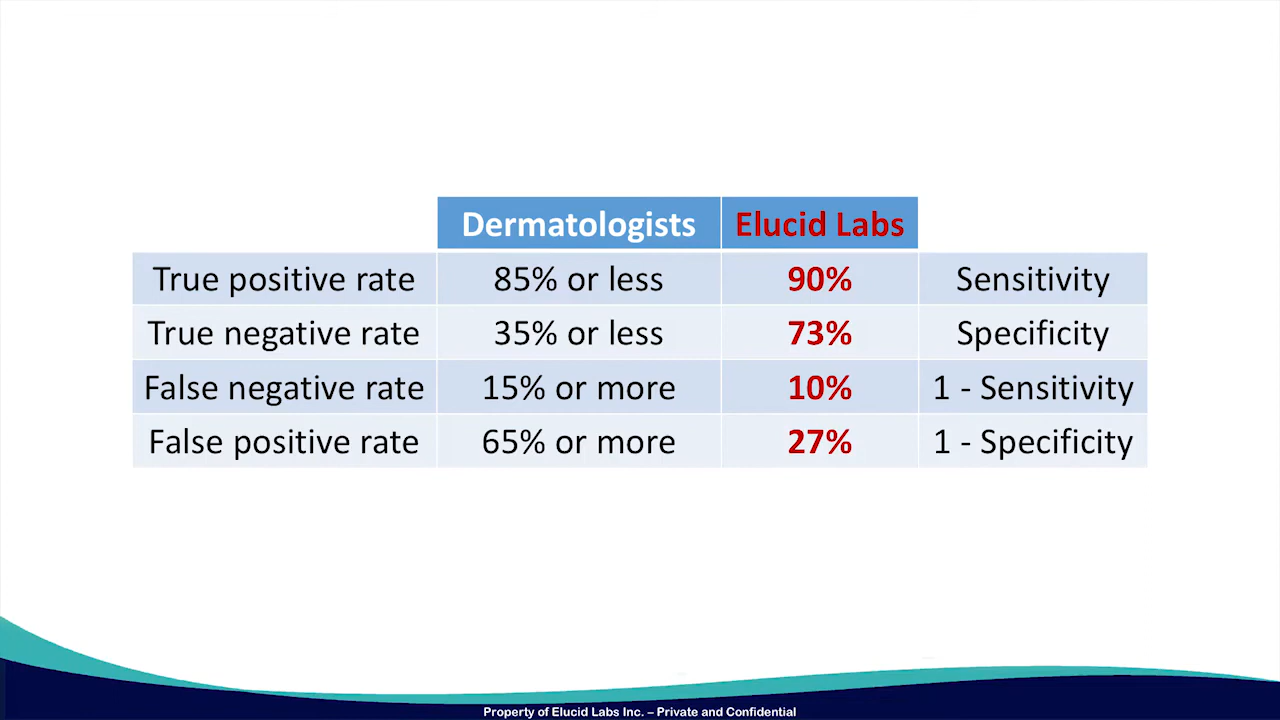 Dermatologists Elucid Labs
True positive rate 85% or less 90% Sensitivity
True negative rate 35% or less 73% Specificity
False negative rate 15% or more 10% 1 - Sensitivity
False positive rate 65% or more 27% 1 - Specificity
Property of Elucid Labs Inc. – Private and Confidential